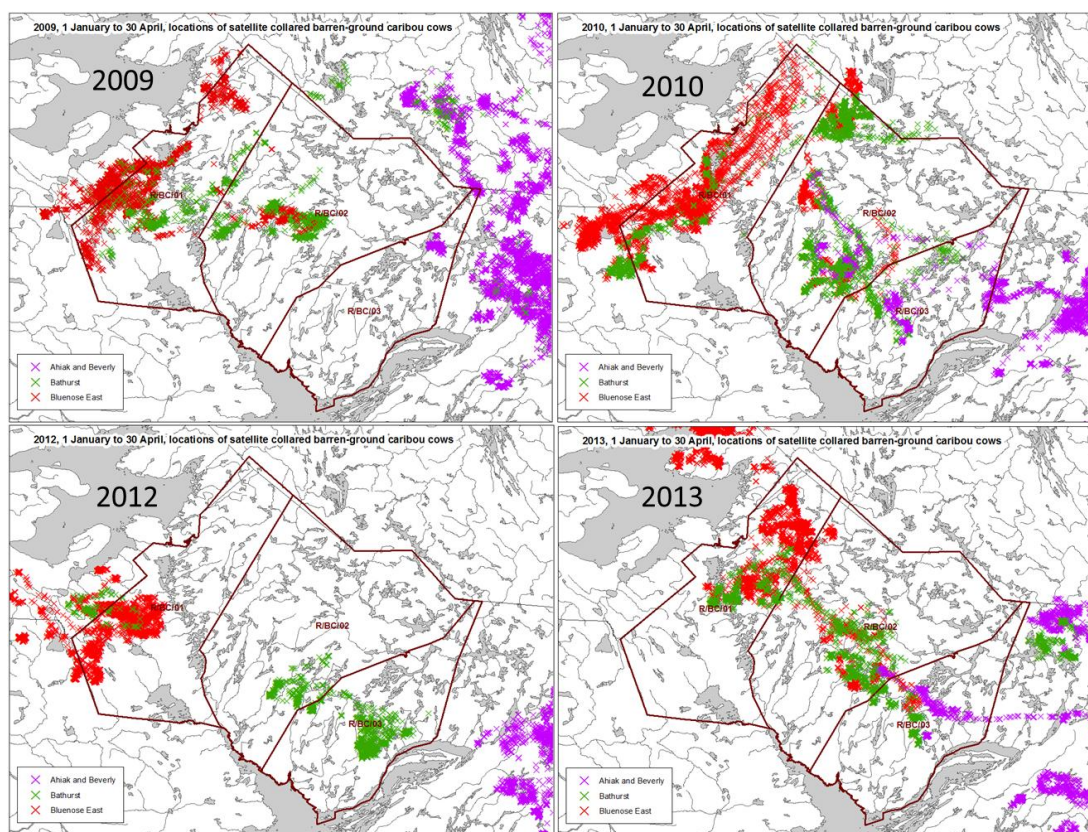 2009, 1 January to 30 April, locations of satellite collared barren-ground caribou cows
2009
R/BC/01
R/BC/02
R/BC/03
Ahiak and Beverly
Bathurst
Bluenose East
2010, 1 January to 30 April, locations of satellite collared barren-ground caribou cows
2010
R/BC/01
R/BC/02
R/BC/03
Ahiak and Beverly
Bathurst
Bluenose East
2012, 1 January to 30 April, locations of satellite collared barren-ground caribou cows
2012
R/BC/01
R/BC/02
R/BC/03
Ahiak and Beverly
Bathurst
Bluenose East
2013, 1 January to 30 April, locations of satellite collared barren-ground caribou cows
2013
R/BC/01
R/BC/02
R/BC/03
Ahiak and Beverly
Bathurst
Bluenose East